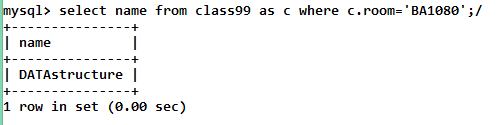 mysql> select name from class99 as c where c.room='BA1080';/
+---------------+
| name          |
+---------------+
| DATAstructure |
+---------------+
1 row in set (0.00 sec)